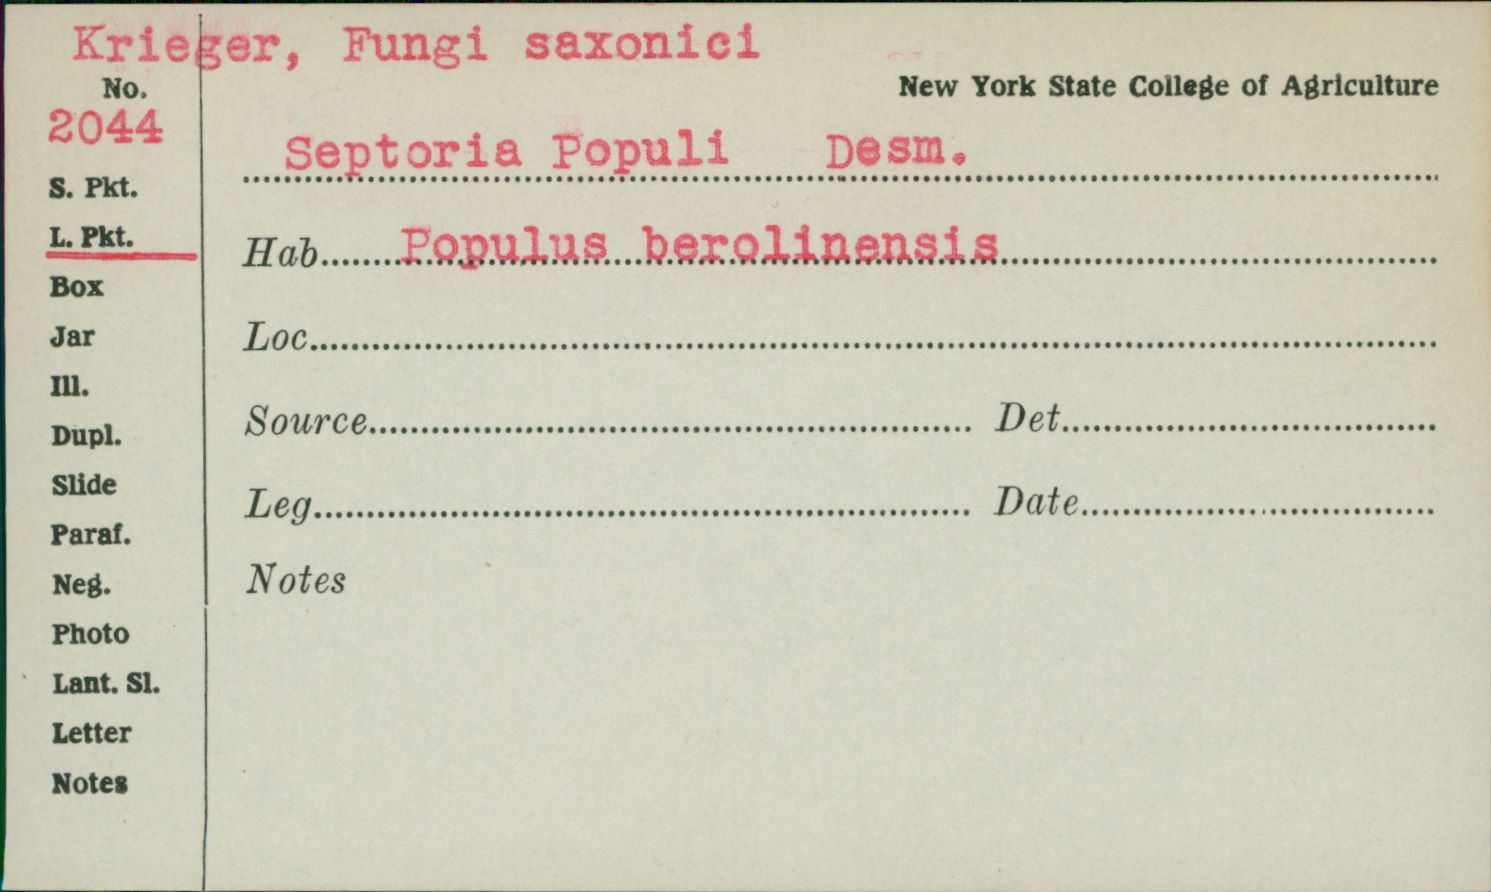 Krieger, Fungi saxonici
No.
2044
New York State College of Agriculture
Septoria Populi Desm.
S. Pkt.
L. Pkt.
Hab. Populus berolinensis
Box
Jar
Loc.
Ill.
Dupl.
Source Det.
Slide
Leg. Date
Paraf.
Neg.
Notes
Photo
Lant. Sl.
Letter
Notes